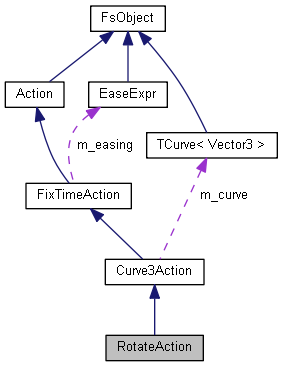 FsObject
Action
EaseExpr
m_easing
TCurve< Vector3 >
FixTimeAction
m_curve
Curve3Action
RotateAction